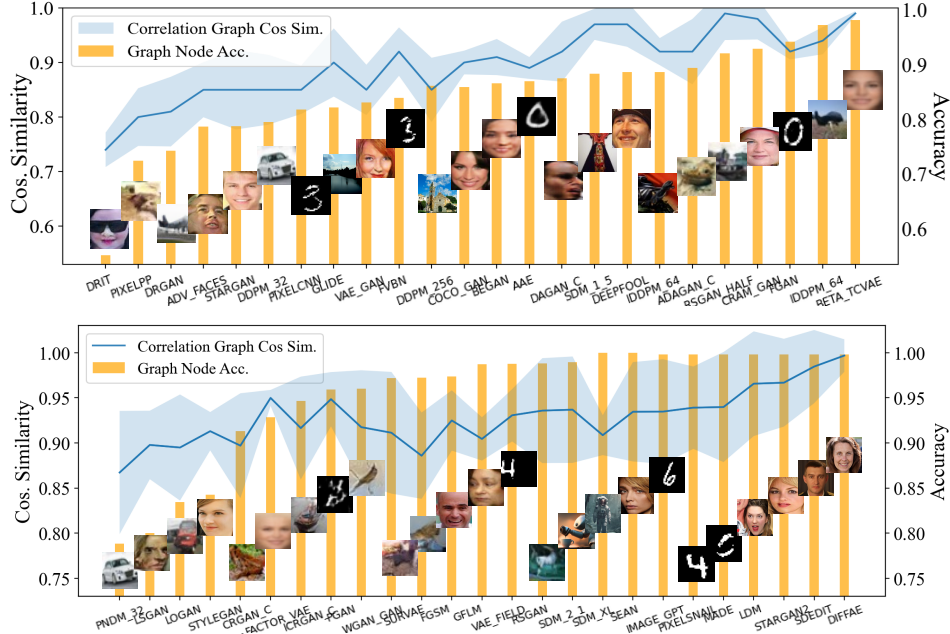 Correlation Graph Cos Sim.
Graph Node Acc.
Cos. Similarity
Accuracy
1.0
0.9
0.8
0.7
0.6
1.0
0.9
0.8
0.7
0.6
DRIT
PIXELPP
DRGAN
ADV_FACES
STARGAN
DDPM_32
PIXELCNN
GLIDE
VAE_GAN
FVBN
DDPM_256
COCO_GAN
BEGAN
AAE
DAGAN_C
SDM_1_5
DEEPFOOL
IDDPM_64
ADAGAN_C
RSGAN_HALF
CRAM_GAN
FGAN
IDDPM_64
BETA_TCVAE
Correlation Graph Cos Sim.
Graph Node Acc.
Cos. Similarity
Accuracy
1.00
0.95
0.90
0.85
0.80
0.75
1.00
0.95
0.90
0.85
0.80
0.75
PNDM_32
LSGAN
LOGAN
STYLEGAN
CRGAN_C
FACTOR_VAE
ICRGAN_C
PGAN
WGAN_GAN
SURVAE
FGSM
GFLM
VAE_FIELD
RSGAN
SDM_2_1
SDM_XL
SEAN
IMAGE_GPT
PIXELSNAIL
MADE
LDM
STARGAN2
SDEDIT
DIFFAE